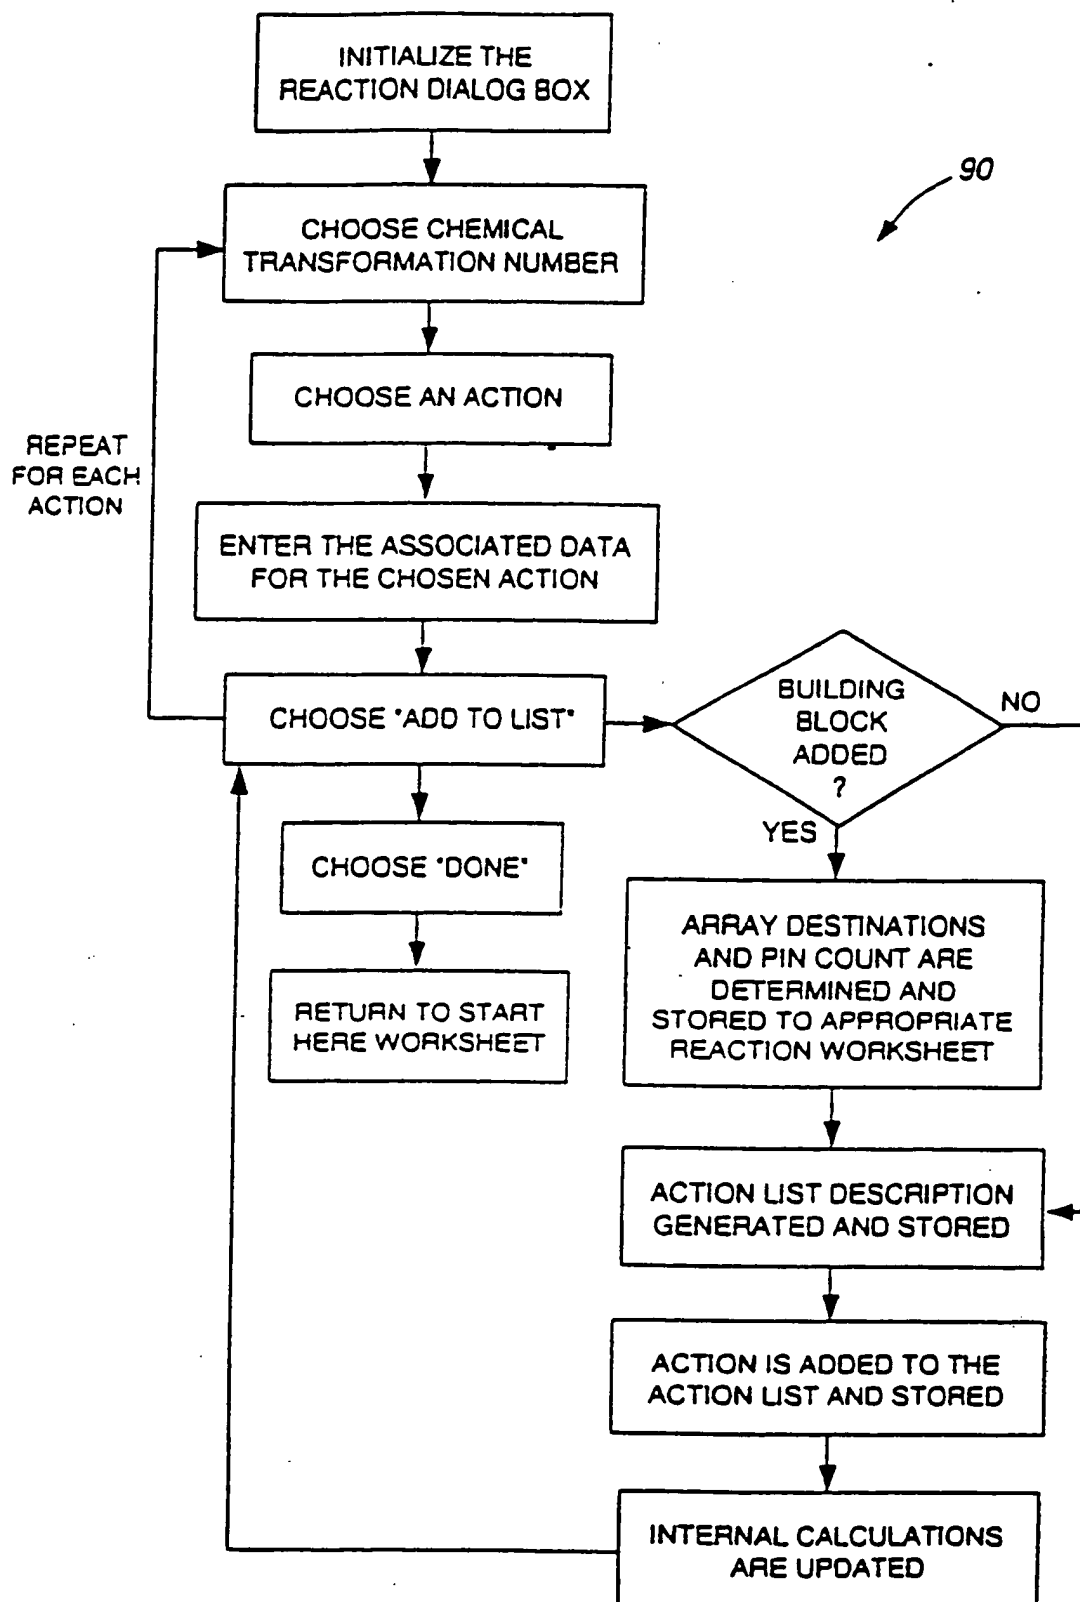 INITIALIZE THE
REACTION DIALOG BOX
90
CHOOSE CHEMICAL
TRANSFORMATION NUMBER
CHOOSE AN ACTION
REPEAT
FOR EACH
ACTION
ENTER THE ASSOCIATED DATA
FOR THE CHOSEN ACTION
CHOOSE "ADD TO LIST"
BUILDING
BLOCK
ADDED
?
NO
YES
CHOOSE "DONE"
RETURN TO START
HERE WORKSHEET
ARRAY DESTINATIONS
AND PIN COUNT ARE
DETERMINED AND
STORED TO APPROPRIATE
REACTION WORKSHEET
ACTION LIST DESCRIPTION
GENERATED AND STORED
ACTION IS ADDED TO THE
ACTION LIST AND STORED
INTERNAL CALCULATIONS
ARE UPDATED